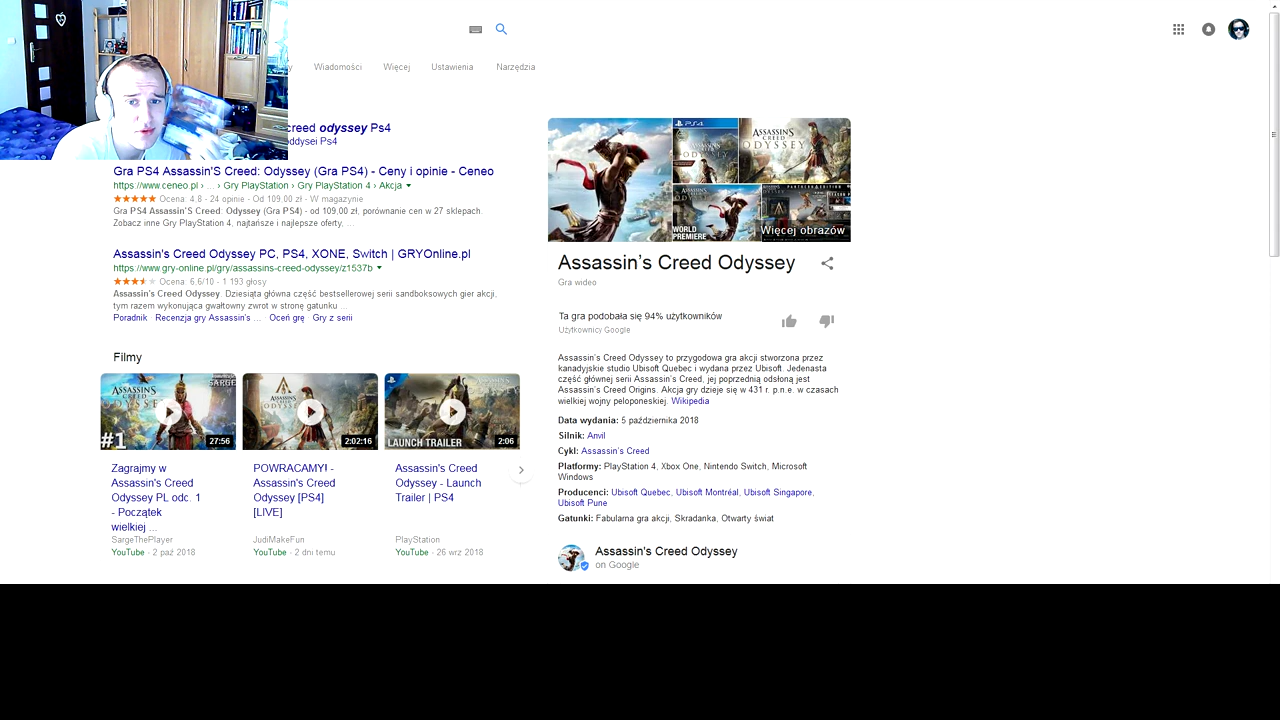 Wiadomości Więcej Ustawienia Narzędzia
creed odyssey Ps4
oddysei Ps4
Gra PS4 Assassin'S Creed: Odyssey (Gra PS4) - Ceny i opinie - Ceneo
https://www.ceneo.pl › ... › Gry PlayStation › Gry PlayStation 4 › Akcja
Ocena: 4,8 - 24 opinie - Od 109,00 zł - W magazynie
Gra PS4 Assassin'S Creed: Odyssey (Gra PS4) - od 109,00 zł, porównanie cen w 27 sklepach.
Zobacz inne Gry PlayStation 4, najtańsze i najlepsze oferty, ...
Assassin's Creed Odyssey PC, PS4, XONE, Switch | GRYOnline.pl
https://www.gry-online.pl/gry/assassins-creed-odyssey/z1537b
Ocena: 6,6/10 - 1 193 głosy
Assassin's Creed Odyssey. Dziesiąta główna część bestsellerowej serii sandboksowych gier akcji,
tym razem wykonująca gwałtowny zwrot w stronę gatunku ...
Poradnik · Recenzja gry Assassin's ... · Oceń grę · Gry z serii
Filmy
ASSASSIN'S CREED ODYSSEY
SARGE
#1
27:56
ASSASSIN'S CREED ODYSSEY
2:02:16
ASSASSIN'S CREED ODYSSEY
LAUNCH TRAILER
2:06
Zagrajmy w
Assassin's Creed
Odyssey PL odc. 1
- Początek
wielkiej ...
SargeThePlayer
YouTube - 2 paź 2018
POWRACAMY! -
Assassin's Creed
Odyssey [PS4]
[LIVE]
JudiMakeFun
YouTube - 2 dni temu
Assassin's Creed
Odyssey - Launch
Trailer | PS4
PlayStation
YouTube - 26 wrz 2018
PS4
ASSASSIN'S
CREED
ODYSSEY
WORLD
PREMIERE
Więcej obrazów
Assassin's Creed Odyssey
Gra wideo
Ta gra podobała się 94% użytkowników
Użytkownicy Google
Assassin's Creed Odyssey to przygodowa gra akcji stworzona przez
kanadyjskie studio Ubisoft Quebec i wydana przez Ubisoft. Jedenasta
część głównej serii Assassin's Creed, jej poprzednią odsłoną jest
Assassin's Creed Origins. Akcja gry dzieje się w 431 r. p.n.e. w czasach
wielkiej wojny peloponeskiej. Wikipedia
Data wydania: 5 października 2018
Silnik: Anvil
Cykl: Assassin's Creed
Platformy: PlayStation 4, Xbox One, Nintendo Switch, Microsoft
Windows
Producenci: Ubisoft Quebec, Ubisoft Montréal, Ubisoft Singapore,
Ubisoft Pune
Gatunki: Fabularna gra akcji, Skradanka, Otwarty świat
Assassin's Creed Odyssey
on Google